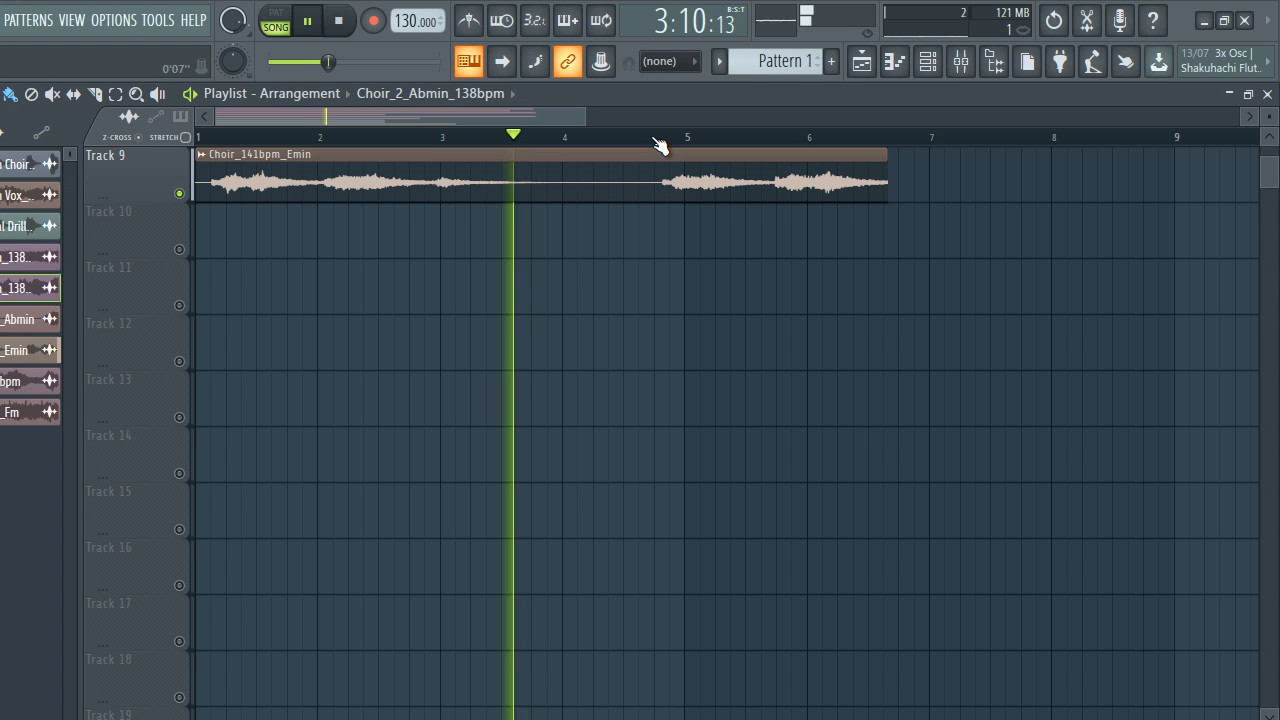 PATTERNS VIEW OPTIONS TOOLS HELP
PAT
SONG
130.000
3:10:13
B:S:T
2
121 MB
1
0'07"
(none)
Pattern 1
13/07 3x Osc |
Shakuhachi Flut..
Playlist - Arrangement › Choir_2_Abmin_138bpm ›
Z-CROSS
STRETCH
1 2 3 4 5 6 7 8 9
Choir..
Vox_..
Drill..
_138..
_138..
_Abmin
_Emin
bpm
_Fm
Track 9
Choir_141bpm_Emin
Track 10
Track 11
Track 12
Track 13
Track 14
Track 15
Track 16
Track 17
Track 18
Track 19